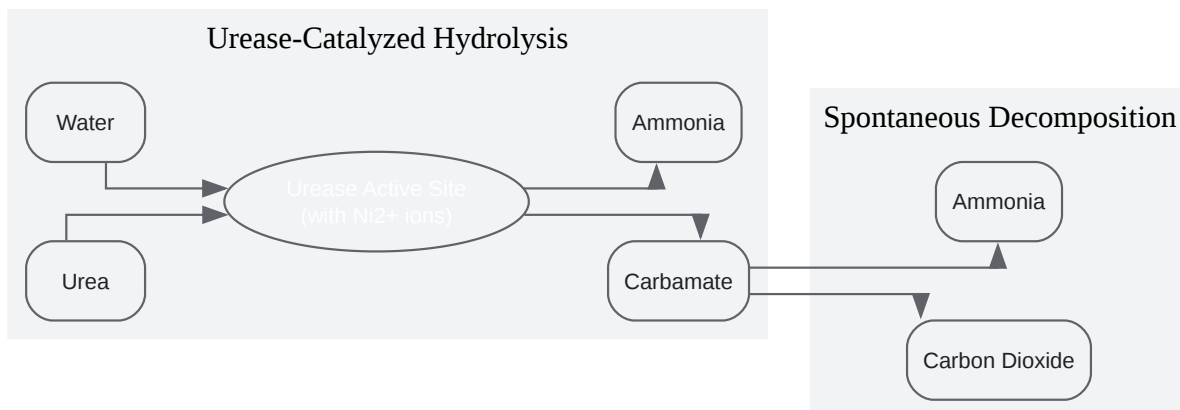 Urease-Catalyzed Hydrolysis
Water
Urea
Urease Active Site
(with Ni2+ ions)
Ammonia
Carbamate
Spontaneous Decomposition
Ammonia
Carbon Dioxide